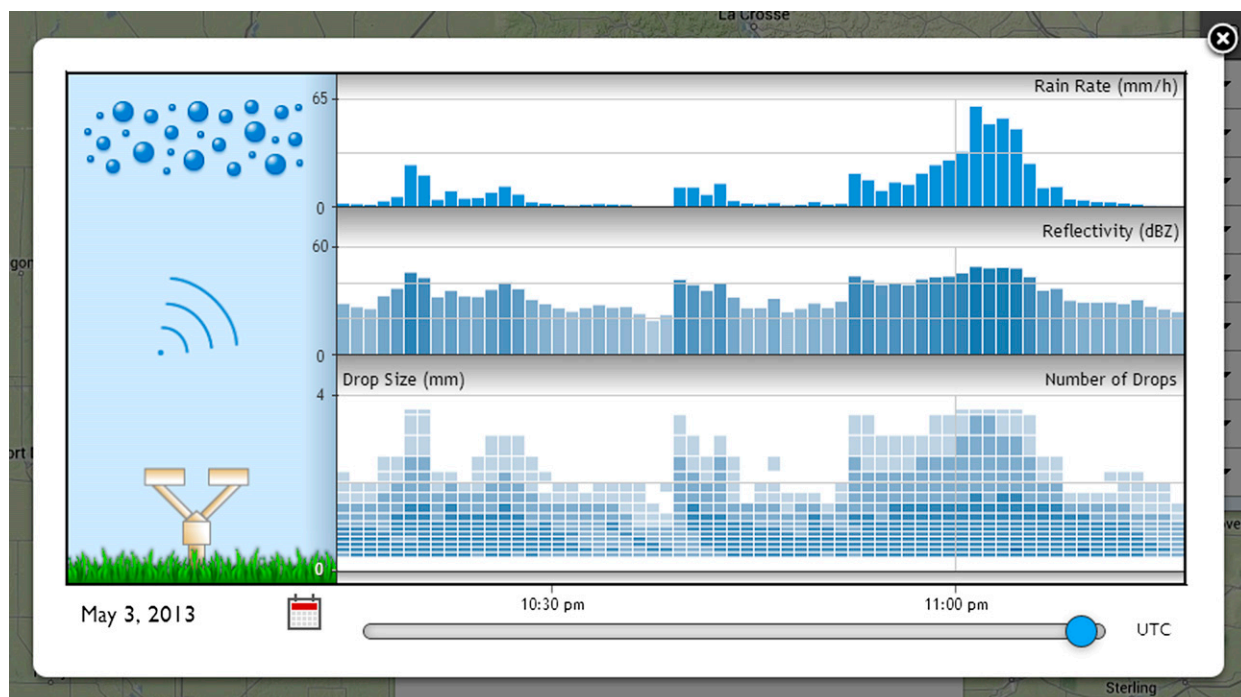 La Crosse
Rain Rate (mm/h)
65
0
Reflectivity (dBZ)
60
0
Drop Size (mm)
Number of Drops
4
0
10:30 pm
11:00 pm
May 3, 2013
UTC
Sterling